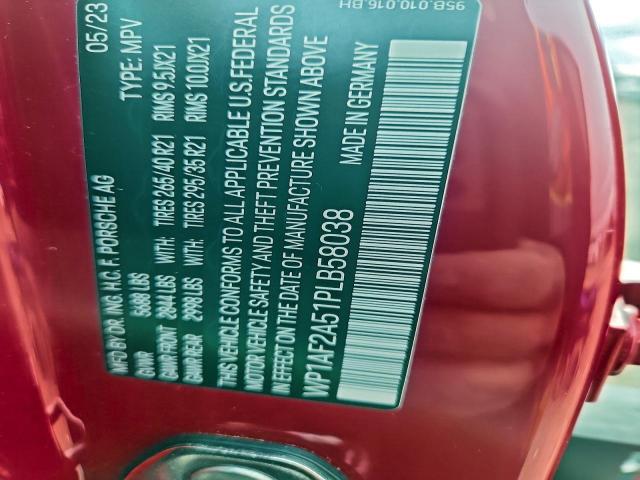 MFD BY DR. ING. H.C. F. PORSCHE AG 05/23
GVWR 5688 LBS TYPE: MPV
GAWR FRONT 2844 LBS WITH: TIRES 265/40 R21 RIMS 9.5JX21
GAWR REAR 2998 LBS WITH: TIRES 295/35 R21 RIMS 10.0JX21
THIS VEHICLE CONFORMS TO ALL APPLICABLE U.S.FEDERAL
MOTOR VEHICLE SAFETY AND THEFT PREVENTION STANDARDS
IN EFFECT ON THE DATE OF MANUFACTURE SHOWN ABOVE
WP1AF2A51PLB58038 MADE IN GERMANY
95B.010.016.BH